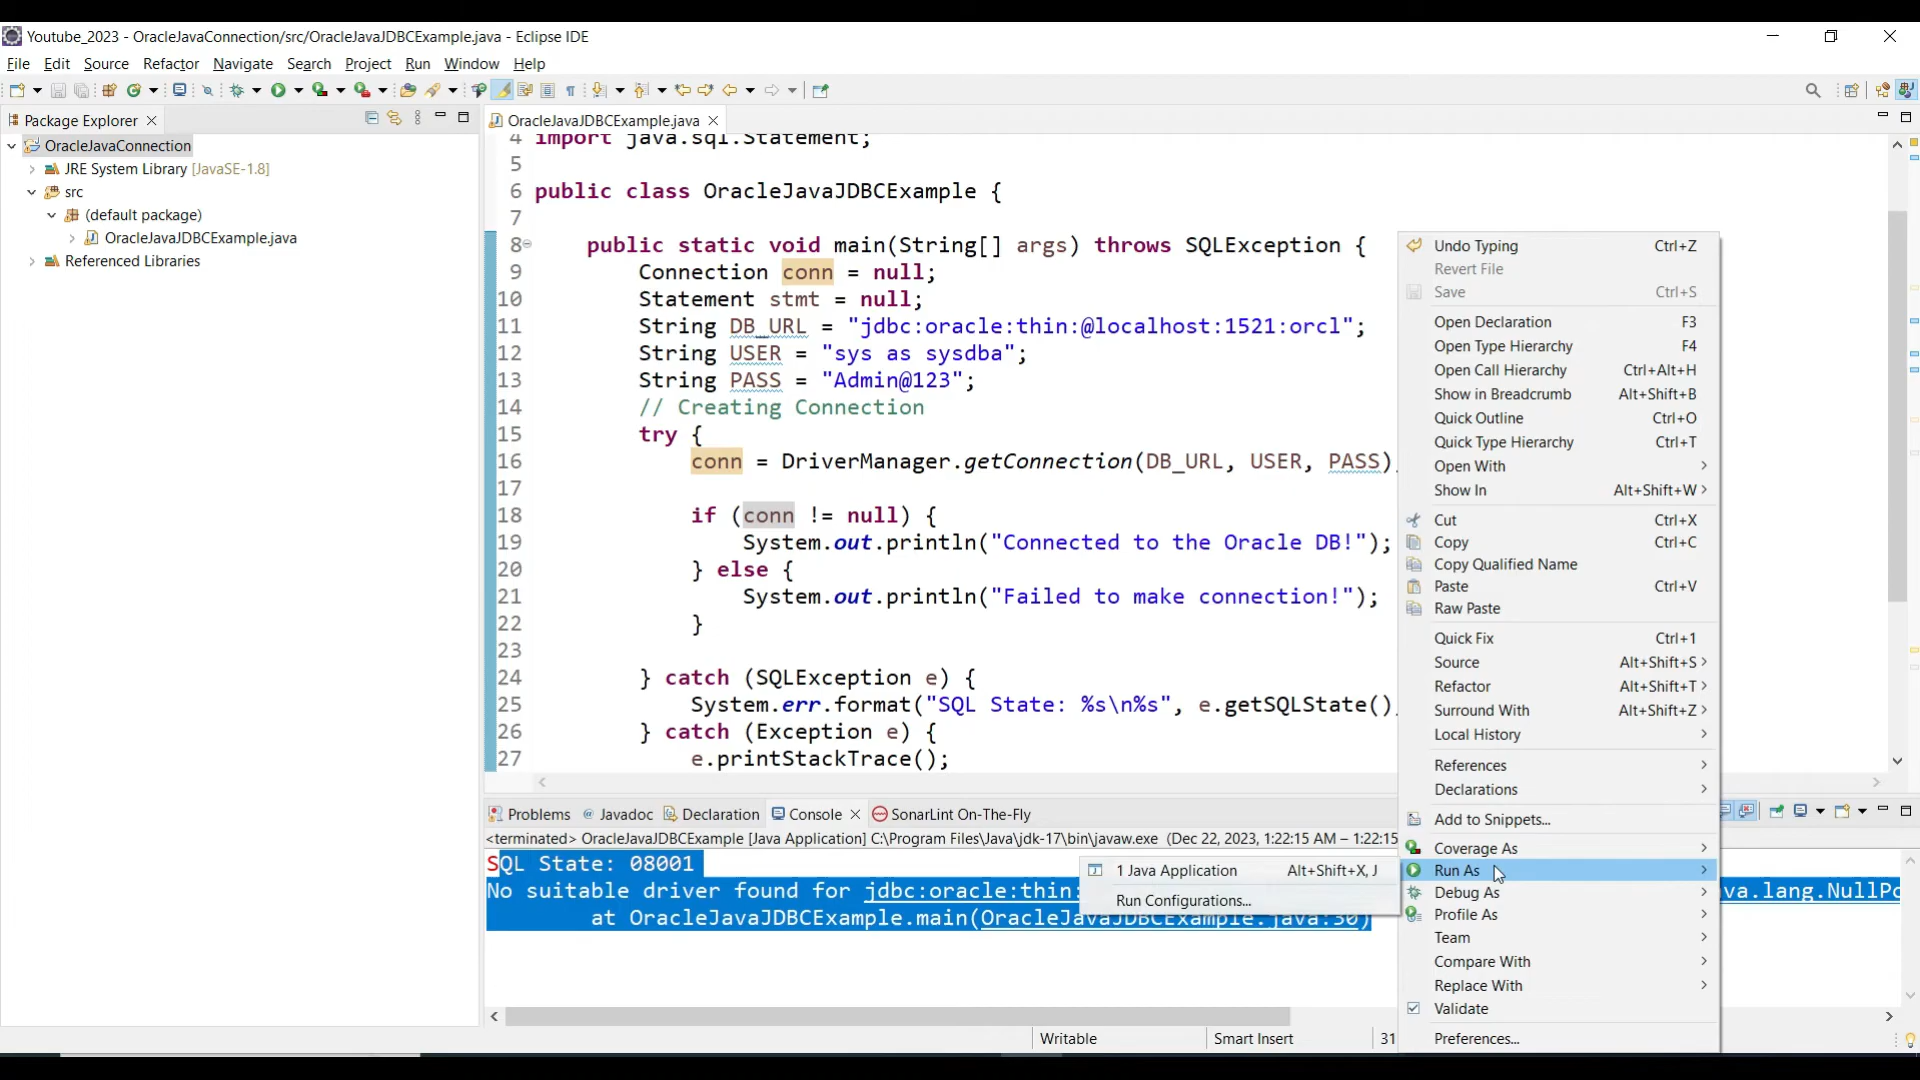 Youtube_2023 - OracleJavaConnection/src/OracleJavaJDBCExample.java - Eclipse IDE
File Edit Source Refactor Navigate Search Project Run Window Help
Package Explorer
OracleJavaConnection
JRE System Library [JavaSE-1.8]
src
(default package)
OracleJavaJDBCExample.java
Referenced Libraries
OracleJavaJDBCExample.java
4 import java.sql.Statement;
5
6 public class OracleJavaJDBCExample {
7
8 public static void main(String[] args) throws SQLException {
9 Connection conn = null;
10 Statement stmt = null;
11 String DB_URL = "jdbc:oracle:thin:@localhost:1521:orcl";
12 String USER = "sys as sysdba";
13 String PASS = "Admin@123";
14 // Creating Connection
15 try {
16 conn = DriverManager.getConnection(DB_URL, USER, PASS)
17
18 if (conn != null) {
19 System.out.println("Connected to the Oracle DB!");
20 } else {
21 System.out.println("Failed to make connection!");
22 }
23
24 } catch (SQLException e) {
25 System.err.format("SQL State: %s\n%s", e.getSQLState()
26 } catch (Exception e) {
27 e.printStackTrace();
Undo Typing Ctrl+Z
Revert File
Save Ctrl+S
Open Declaration F3
Open Type Hierarchy F4
Open Call Hierarchy Ctrl+Alt+H
Show in Breadcrumb Alt+Shift+B
Quick Outline Ctrl+O
Quick Type Hierarchy Ctrl+T
Open With
Show In Alt+Shift+W
Cut Ctrl+X
Copy Ctrl+C
Copy Qualified Name
Paste Ctrl+V
Raw Paste
Quick Fix Ctrl+1
Source Alt+Shift+S
Refactor Alt+Shift+T
Surround With Alt+Shift+Z
Local History
References
Declarations
Add to Snippets...
Coverage As
Run As
Debug As
Profile As
Team
Compare With
Replace With
Validate
Preferences...
1 Java Application Alt+Shift+X, J
Run Configurations...
Problems Javadoc Declaration Console SonarLint On-The-Fly
<terminated> OracleJavaJDBCExample [Java Application] C:\Program Files\Java\jdk-17\bin\javaw.exe (Dec 22, 2023, 1:22:15 AM – 1:22:15
SQL State: 08001
No suitable driver found for jdbc:oracle:thin: va.lang.NullPo
at OracleJavaJDBCExample.main(OracleJavaJDBCExample.java:30)
Writable Smart Insert 31